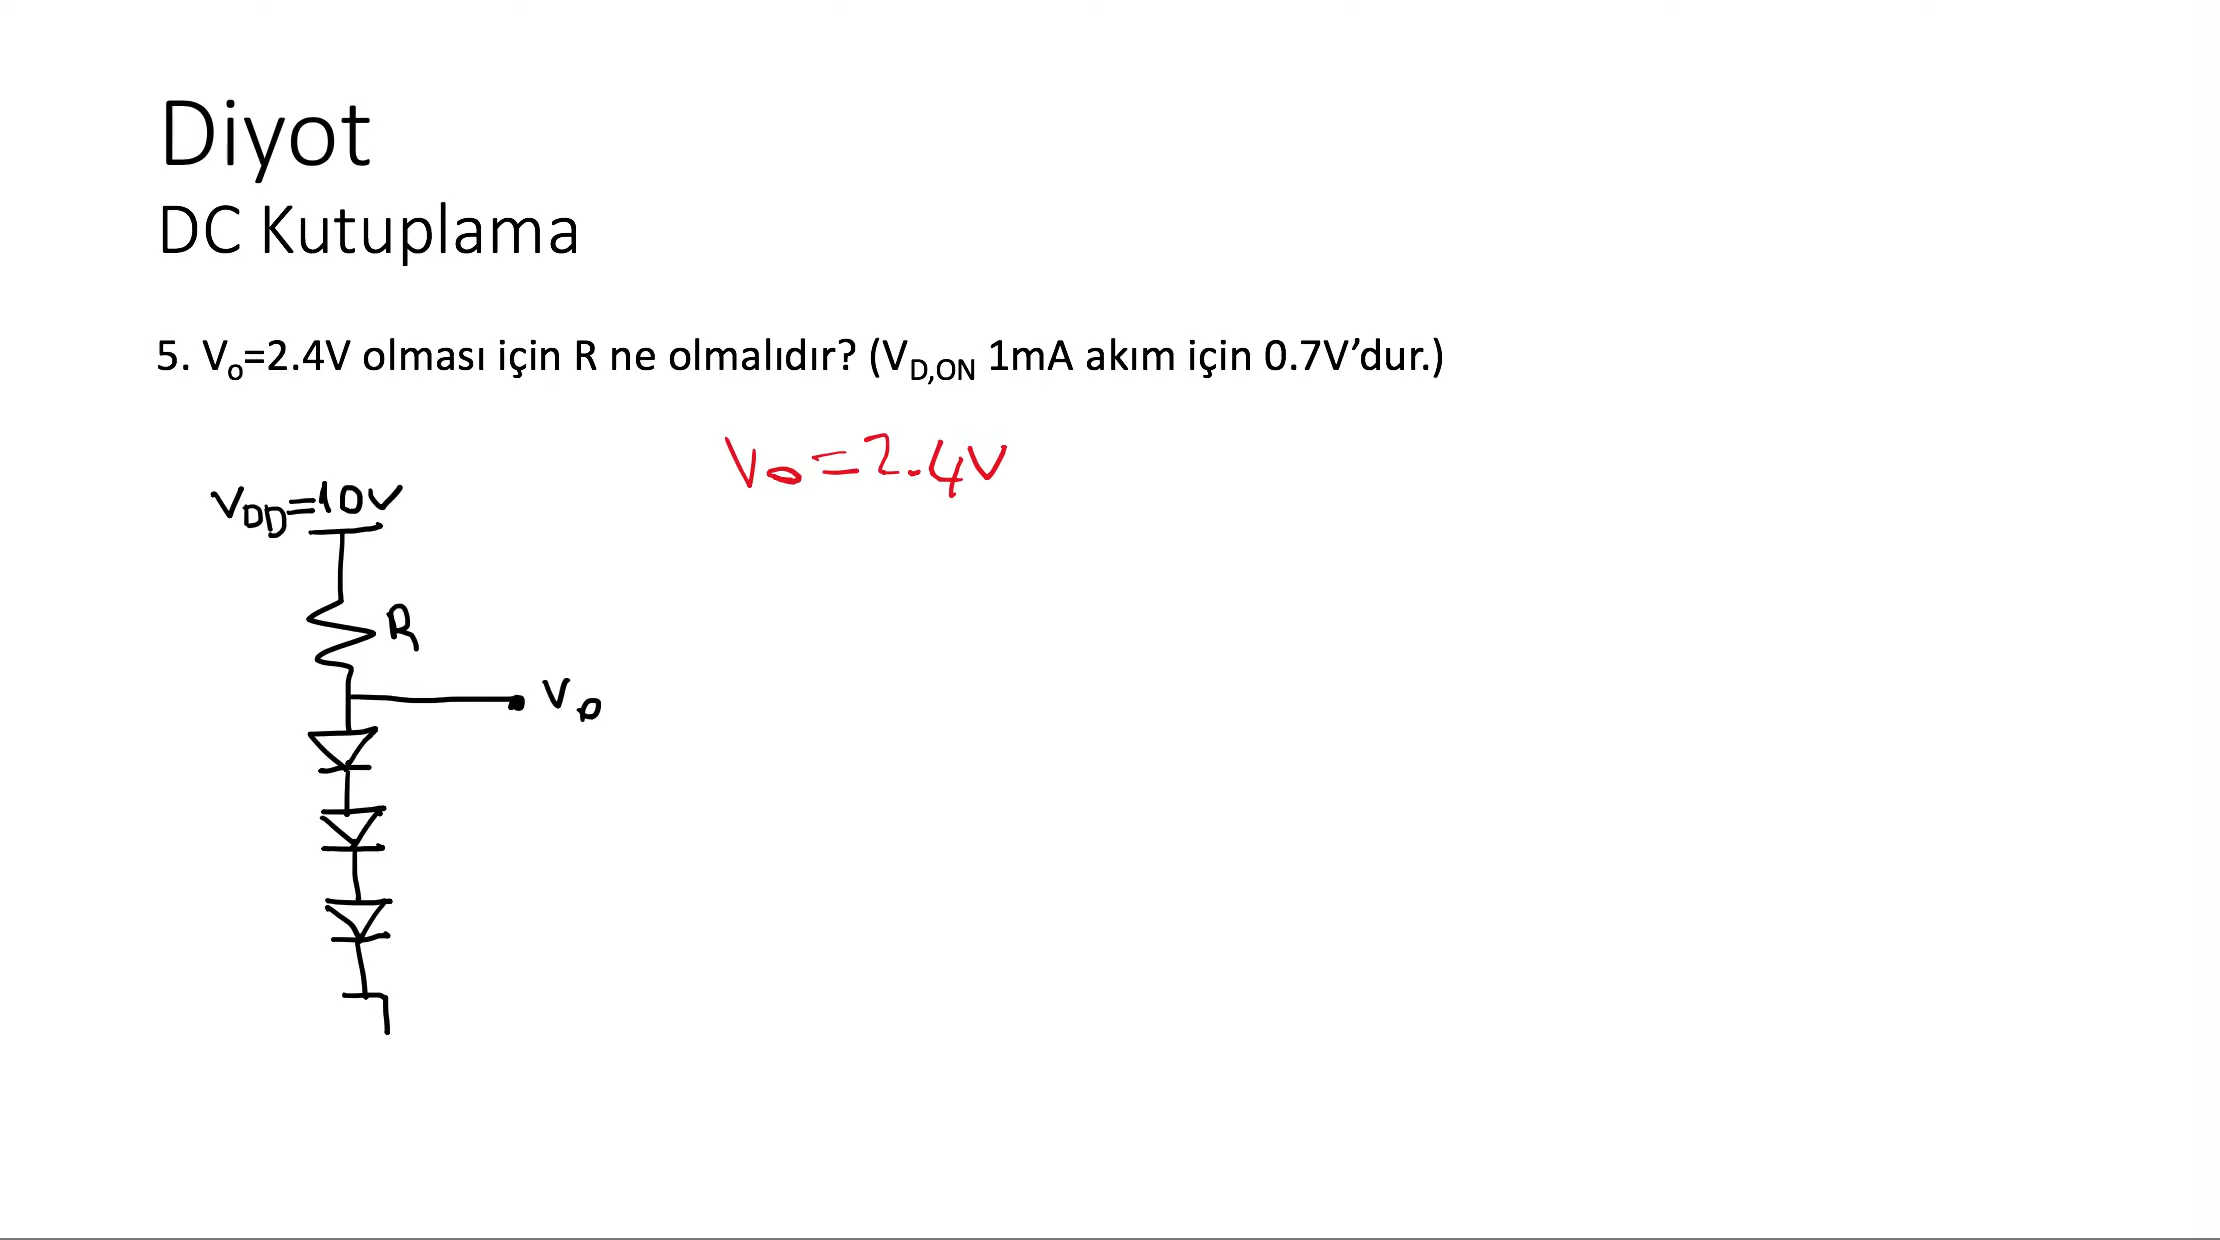 Diyot
DC Kutuplama
5. Vo=2.4V olması için R ne olmalıdır? (VD,ON 1mA akım için 0.7V’dur.)
Vo=2.4V
VDD=10V
R
Vo